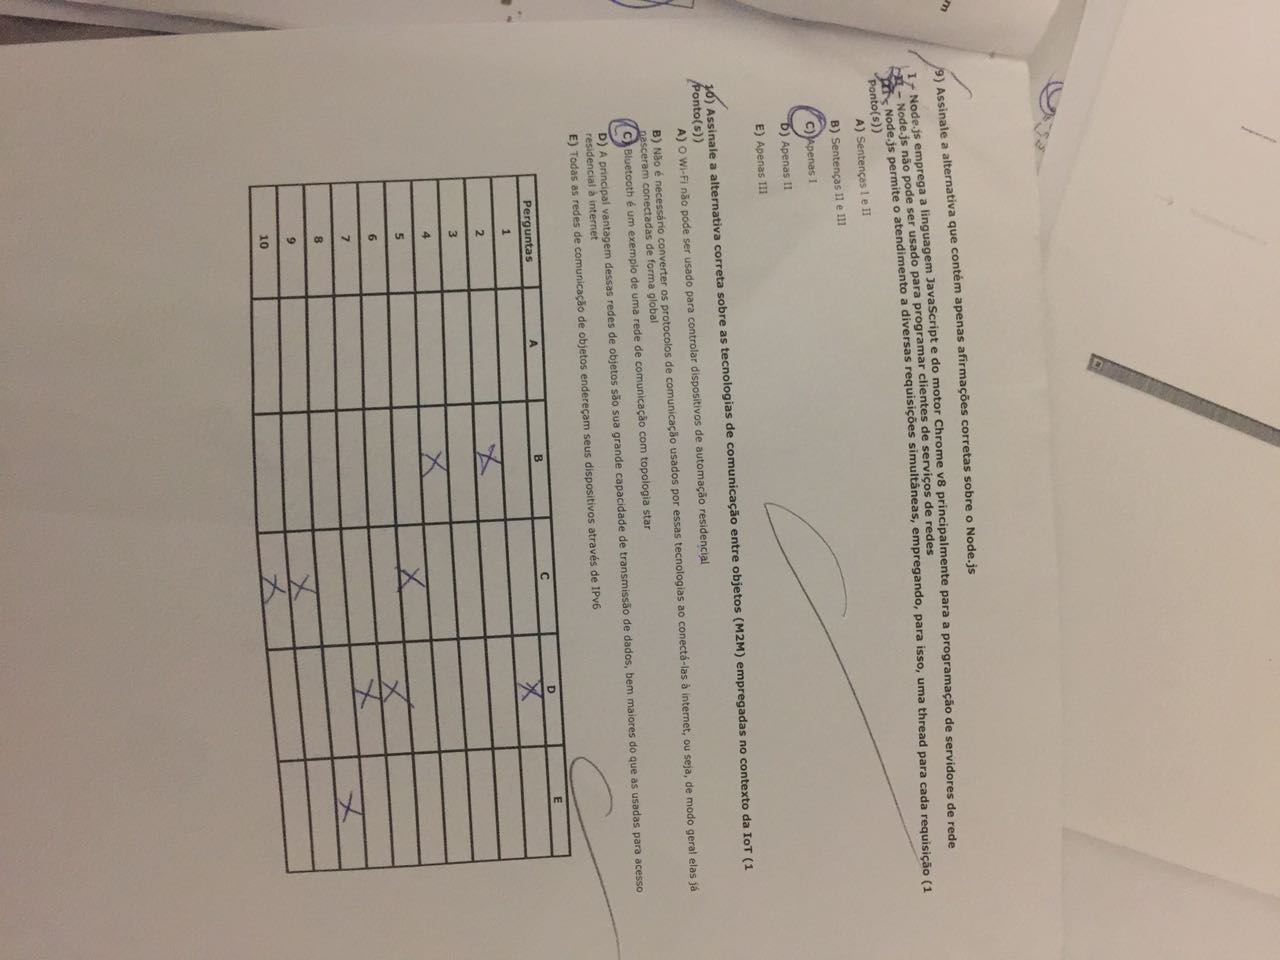 9) Assinale a alternativa que contém apenas afirmações corretas sobre o Node.js
I – Node.js emprega a linguagem JavaScript e do motor Chrome v8 principalmente para a programação de servidores de rede
II – Node.js não pode ser usado para programar clientes de serviços de redes
III - Node.js permite o atendimento a diversas requisições simultâneas, empregando, para isso, uma thread para cada requisição (1
Ponto(s))
A) Sentenças I e II
B) Sentenças II e III
C) Apenas I
D) Apenas II
E) Apenas III
10) Assinale a alternativa correta sobre as tecnologias de comunicação entre objetos (M2M) empregadas no contexto da IoT (1
Ponto(s))
A) O Wi-Fi não pode ser usado para controlar dispositivos de automação residencial
B) Não é necessário converter os protocolos de comunicação usados por essas tecnologias ao conectá-las à internet, ou seja, de modo geral elas já
nasceram conectadas de forma global
C) Bluetooth é um exemplo de uma rede de comunicação com topologia star
D) A principal vantagem dessas redes de objetos são sua grande capacidade de transmissão de dados, bem maiores do que as usadas para acesso
residencial à internet
E) Todas as redes de comunicação de objetos endereçam seus dispositivos através de IPv6
Perguntas A B C D E
1 X
2 X
3
4 X
5 X
6 X
7 X
8 X
9 X
10 X